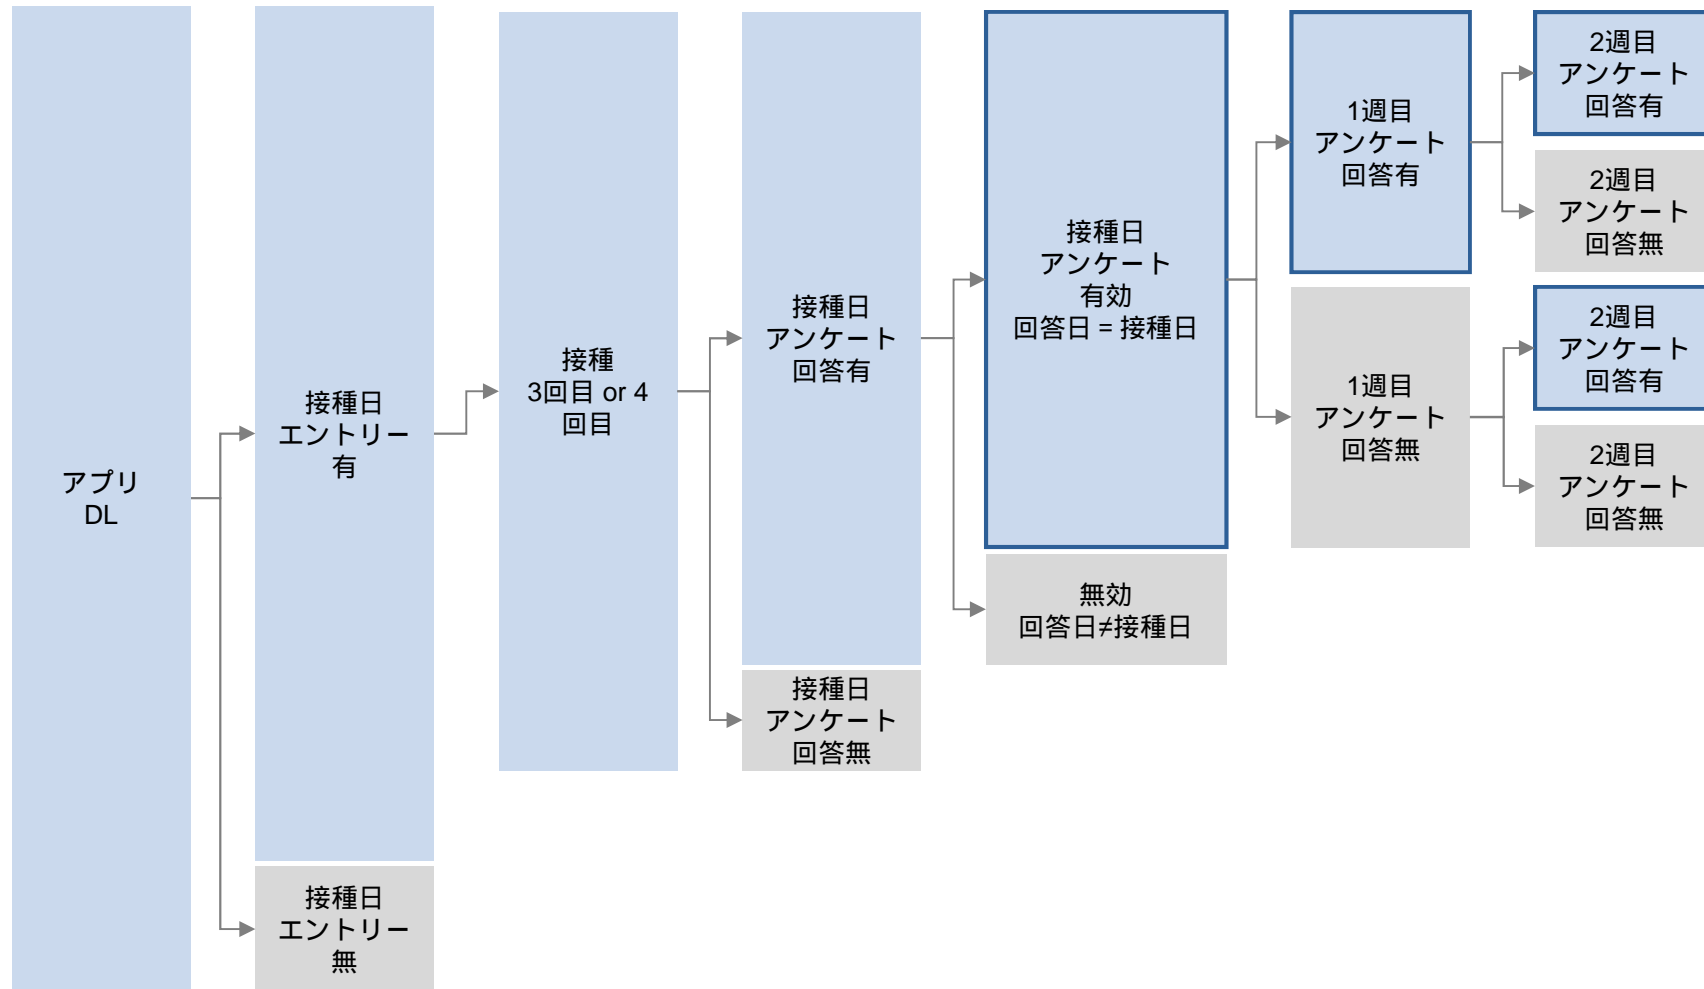 アプリ
DL
接種日
エントリー
有
接種日
エントリー
無
接種
3回目 or 4
回目
接種日
アンケート
回答有
接種日
アンケート
回答無
接種日
アンケート
有効
回答日 = 接種日
無効
回答日≠接種日
1週目
アンケート
回答有
1週目
アンケート
回答無
2週目
アンケート
回答有
2週目
アンケート
回答無
2週目
アンケート
回答有
2週目
アンケート
回答無